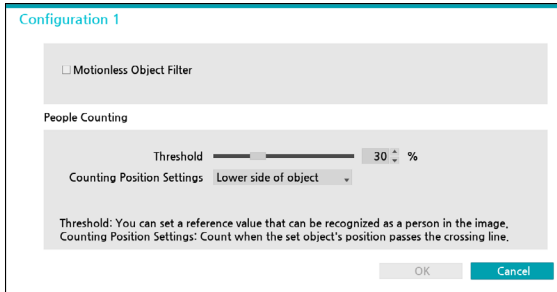 Configuration 1
Motionless Object Filter
People Counting
Threshold 30 %
Counting Position Settings Lower side of object
Threshold: You can set a reference value that can be recognized as a person in the image.
Counting Position Settings: Count when the set object's position passes the crossing line.
OK Cancel